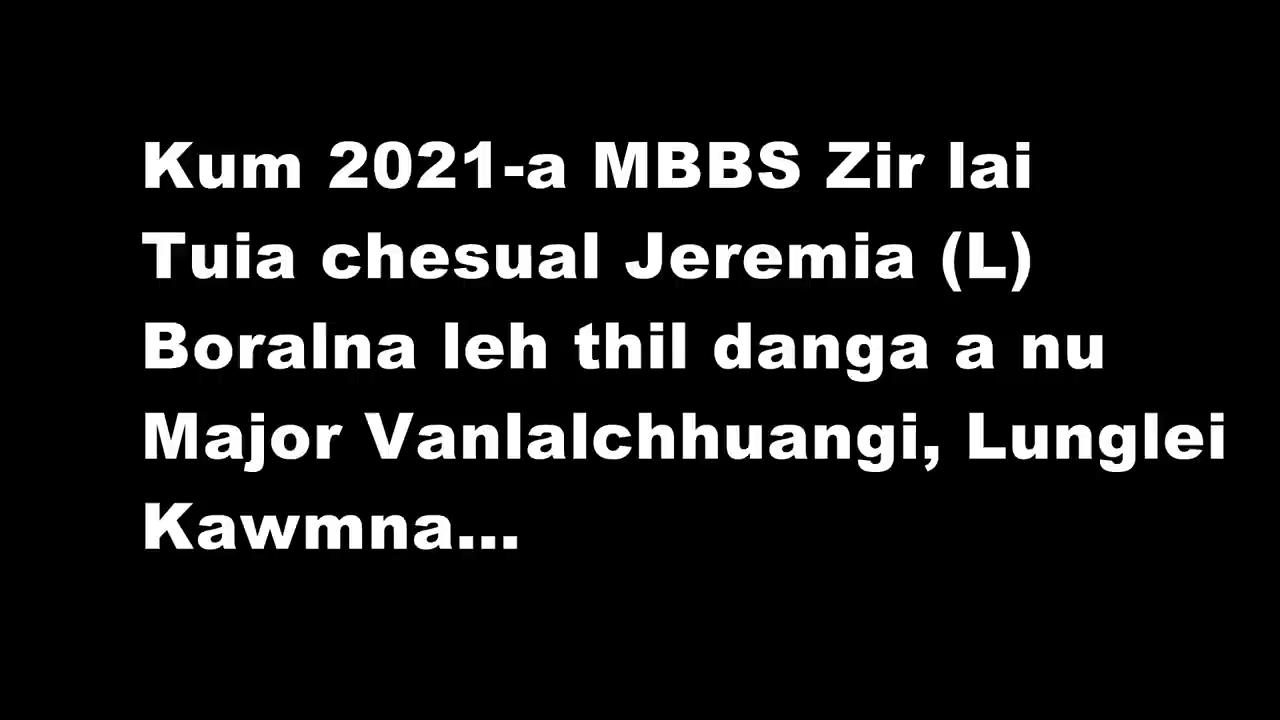 Kum 2021-a MBBS Zir lai
Tuia chesual Jeremia (L)
Boralna leh thil danga a nu
Major Vanlalchhuangi, Lunglei
Kawmna...